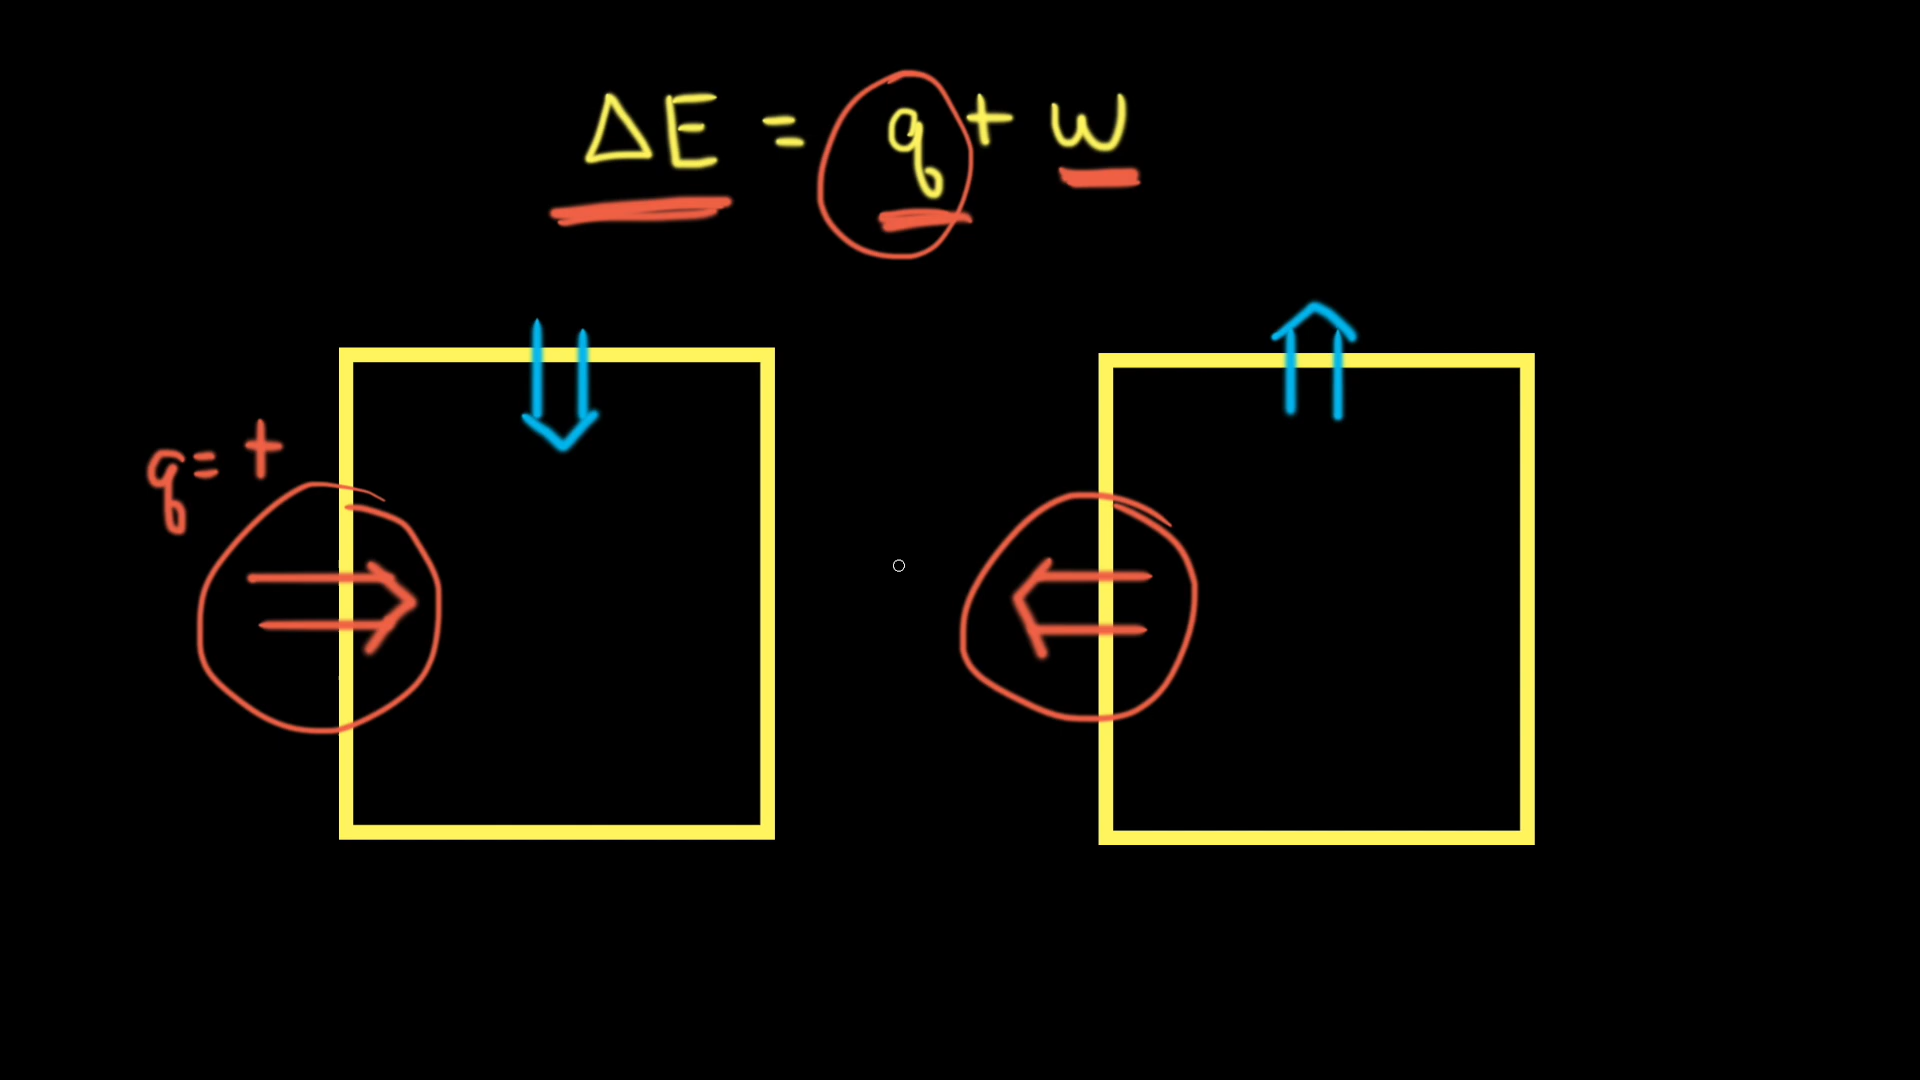 ΔE = q + w
q = +